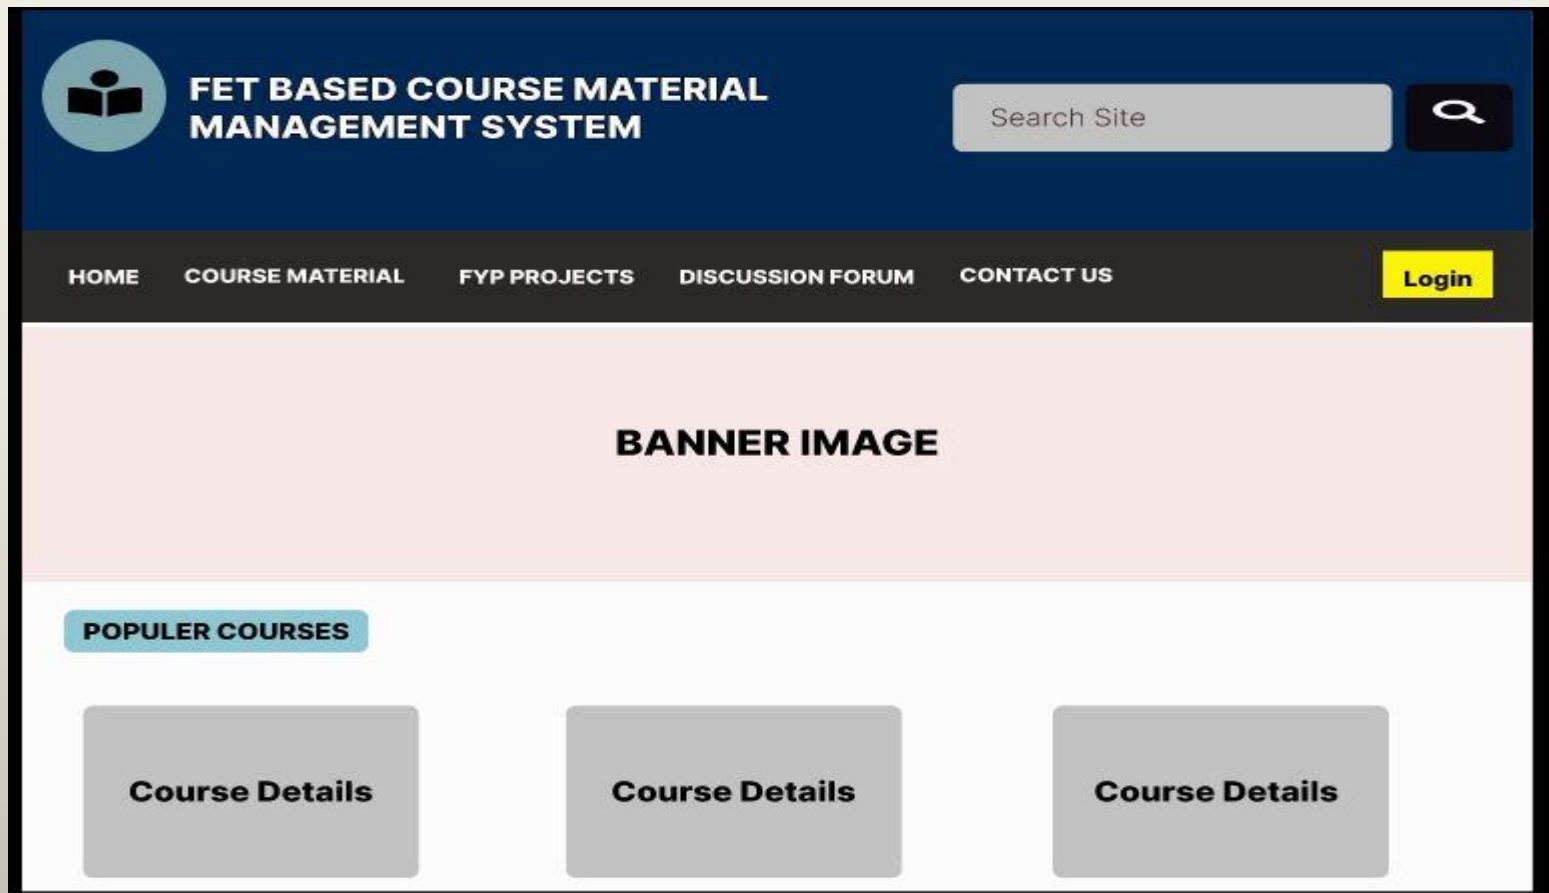 FET BASED COURSE MATERIAL
MANAGEMENT SYSTEM
Search Site
HOME COURSE MATERIAL FYP PROJECTS DISCUSSION FORUM CONTACT US Login
BANNER IMAGE
POPULER COURSES
Course Details Course Details Course Details